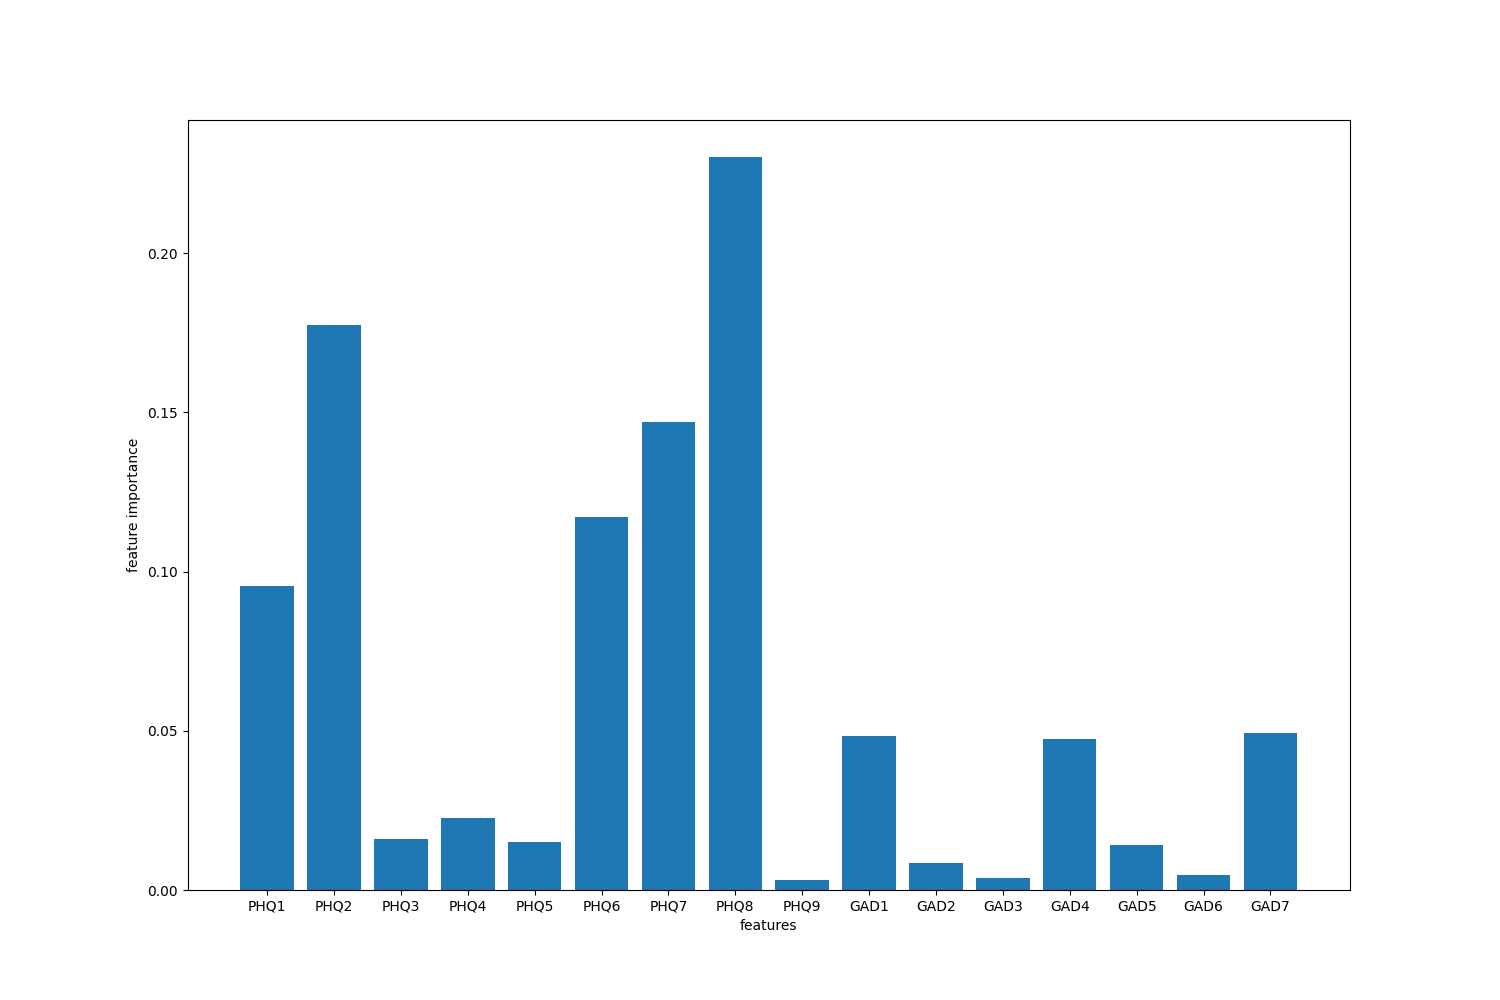 0.20
0.15
0.10
0.05
0.00
feature importance
PHQ1 PHQ2 PHQ3 PHQ4 PHQ5 PHQ6 PHQ7 PHQ8 PHQ9 GAD1 GAD2 GAD3 GAD4 GAD5 GAD6 GAD7
features